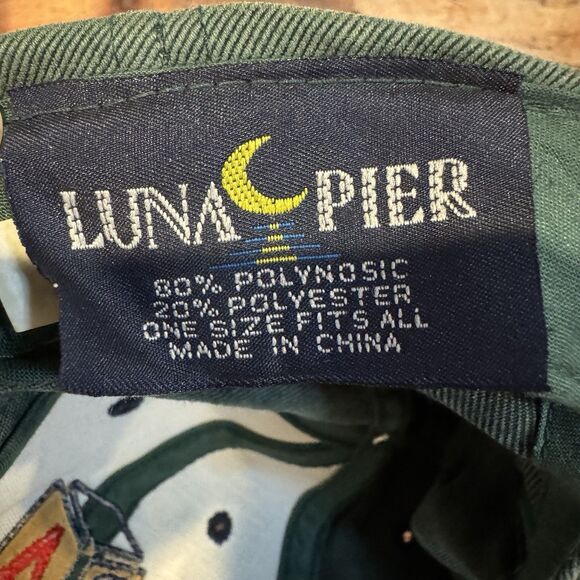 LUNA PIER
80% POLYNOSIC
20% POLYESTER
ONE SIZE FITS ALL
MADE IN CHINA